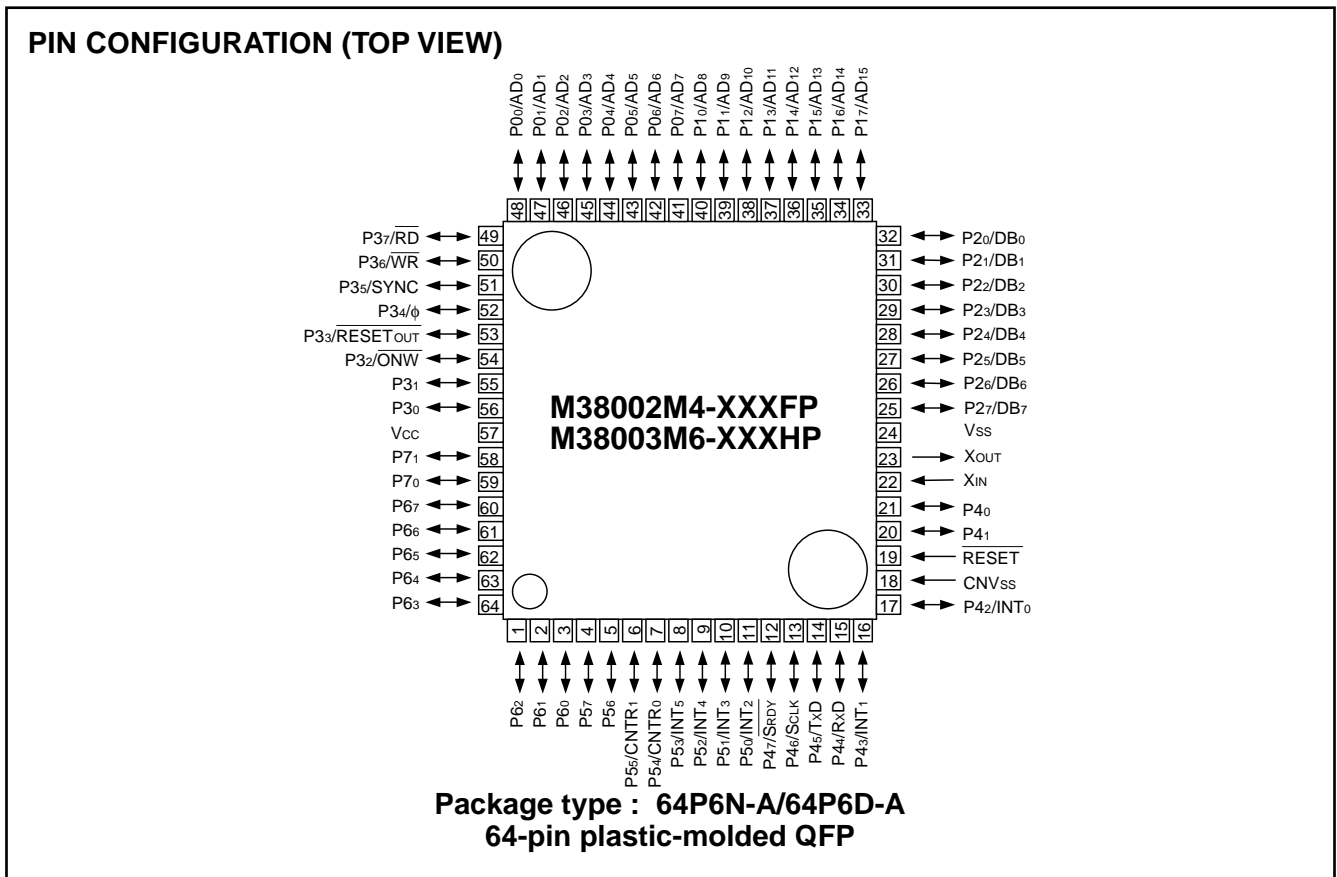 PIN CONFIGURATION (TOP VIEW)
P0₀/AD₀
P0₁/AD₁
P0₂/AD₂
P0₃/AD₃
P0₄/AD₄
P0₅/AD₅
P0₆/AD₆
P0₇/AD₇
P1₀/AD₈
P1₁/AD₉
P1₂/AD₁₀
P1₃/AD₁₁
P1₄/AD₁₂
P1₅/AD₁₃
P1₆/AD₁₄
P1₇/AD₁₅
48 47 46 45 44 43 42 41 40 39 38 37 36 35 34 33
P3₇/R̅D̅ 49
P3₆/W̅R̅ 50
P3₅/SYNC 51
P3₄/ϕ 52
P3₃/R̅E̅S̅E̅T̅O̅U̅T̅ 53
P3₂/O̅N̅W̅ 54
P3₁ 55
P3₀ 56
VCC 57
P7₁ 58
P7₀ 59
P6₇ 60
P6₆ 61
P6₅ 62
P6₄ 63
P6₃ 64
M38002M4-XXXFP
M38003M6-XXXHP
32 P2₀/DB₀
31 P2₁/DB₁
30 P2₂/DB₂
29 P2₃/DB₃
28 P2₄/DB₄
27 P2₅/DB₅
26 P2₆/DB₆
25 P2₇/DB₇
24 VSS
23 XOUT
22 XIN
21 P4₀
20 P4₁
19 R̅E̅S̅E̅T̅
18 CNVSS
17 P4₂/INT₀
1 2 3 4 5 6 7 8 9 10 11 12 13 14 15 16
P6₂
P6₁
P6₀
P5₇
P5₆
P5₅/CNTR₁
P5₄/CNTR₀
P5₃/INT₅
P5₂/INT₄
P5₁/INT₃
P5₀/INT₂
P4₇/S̅R̅D̅Y̅
P4₆/SCLK
P4₅/TxD
P4₄/RxD
P4₃/INT₁
Package type : 64P6N-A/64P6D-A
64-pin plastic-molded QFP